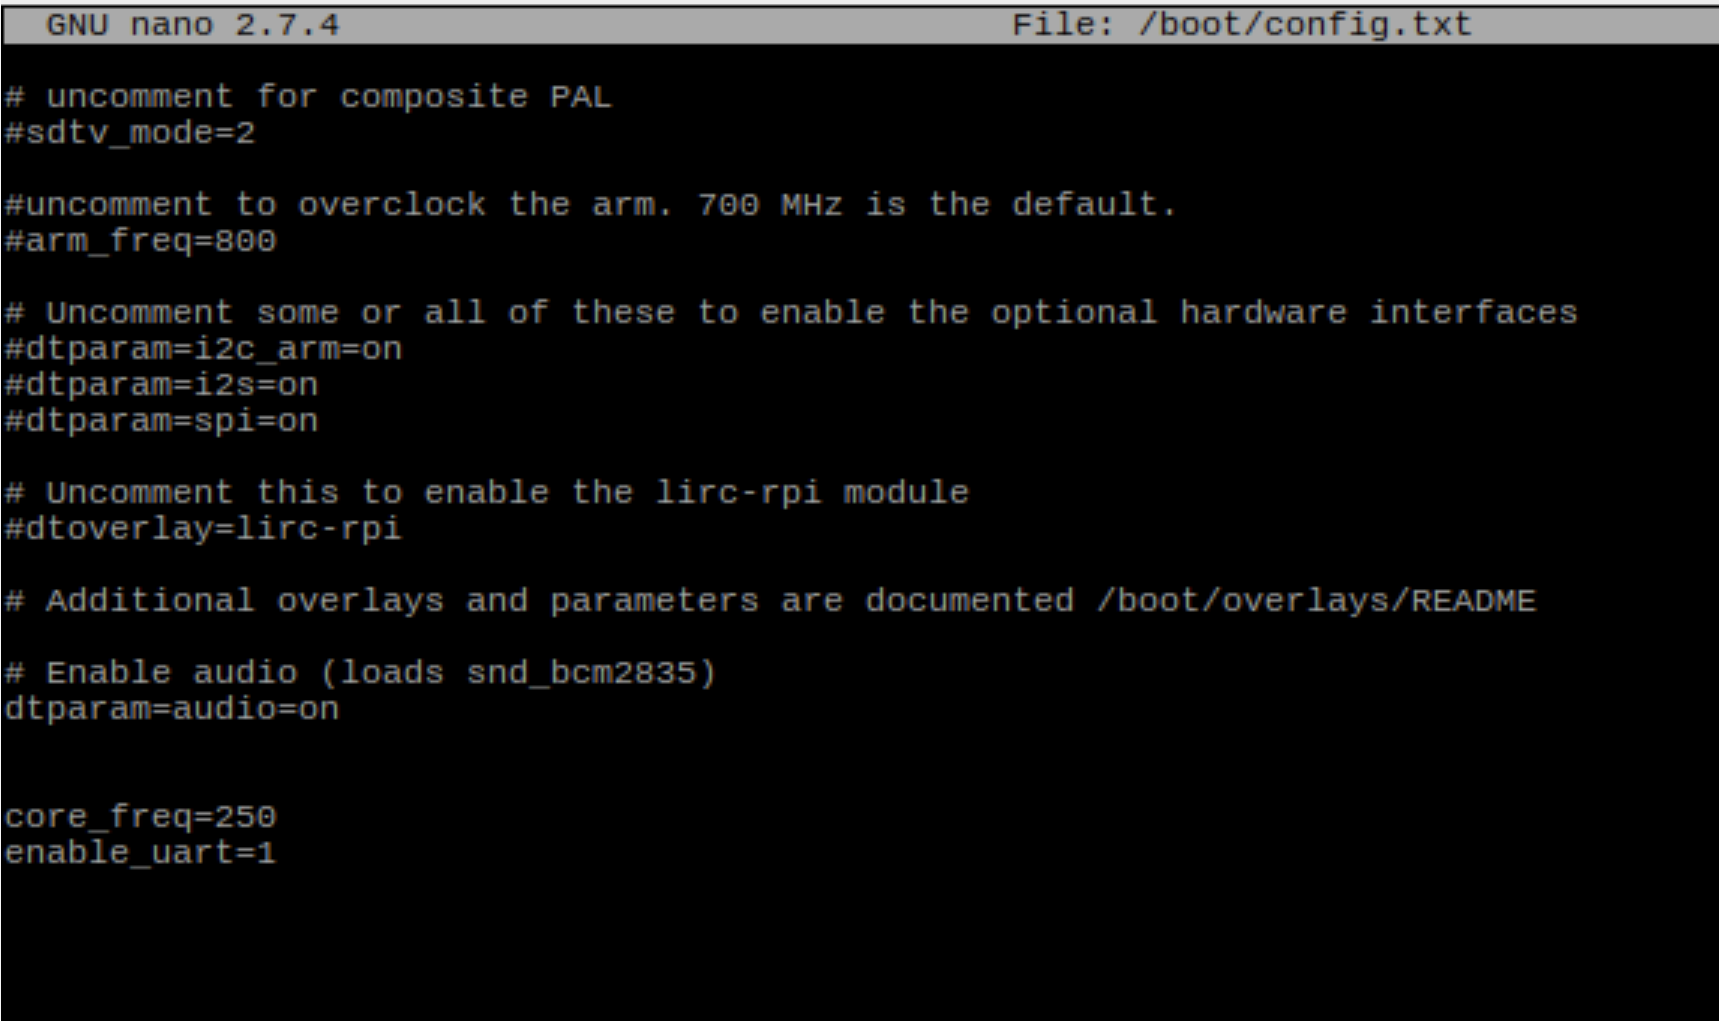 GNU nano 2.7.4 File: /boot/config.txt
# uncomment for composite PAL
#sdtv_mode=2
#uncomment to overclock the arm. 700 MHz is the default.
#arm_freq=800
# Uncomment some or all of these to enable the optional hardware interfaces
#dtparam=i2c_arm=on
#dtparam=i2s=on
#dtparam=spi=on
# Uncomment this to enable the lirc-rpi module
#dtoverlay=lirc-rpi
# Additional overlays and parameters are documented /boot/overlays/README
# Enable audio (loads snd_bcm2835)
dtparam=audio=on
core_freq=250
enable_uart=1